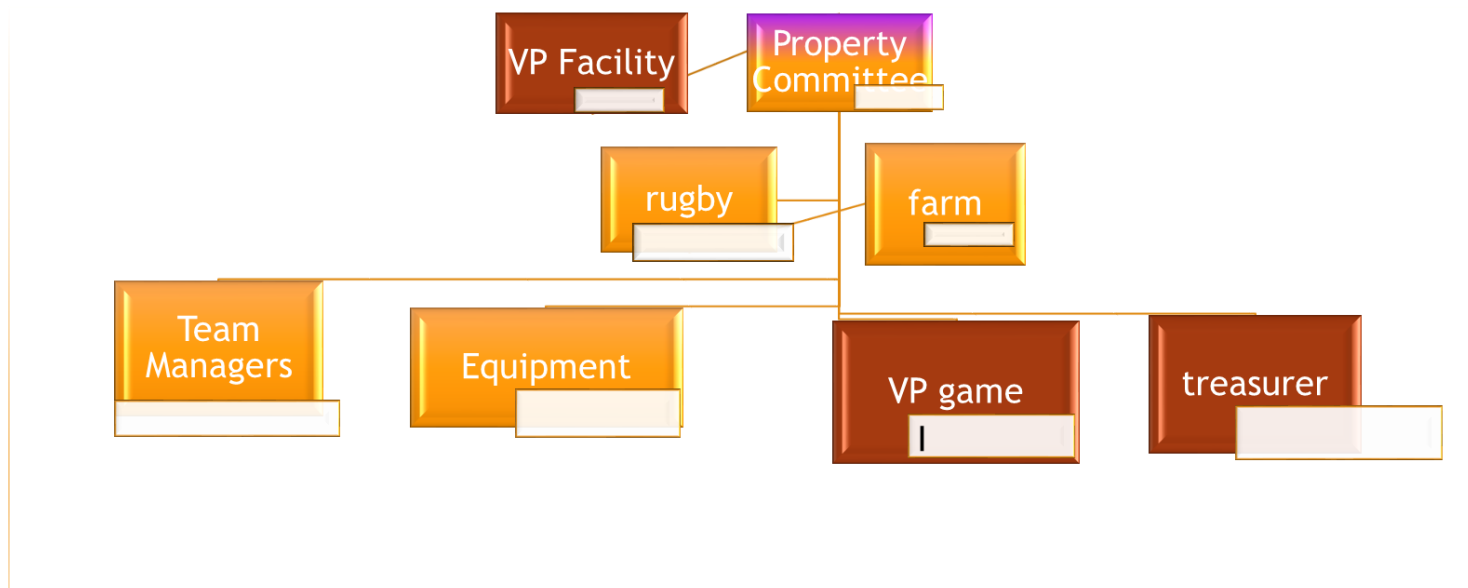 VP Facility
Property
Committee
rugby
farm
Team
Managers
Equipment
VP game
treasurer